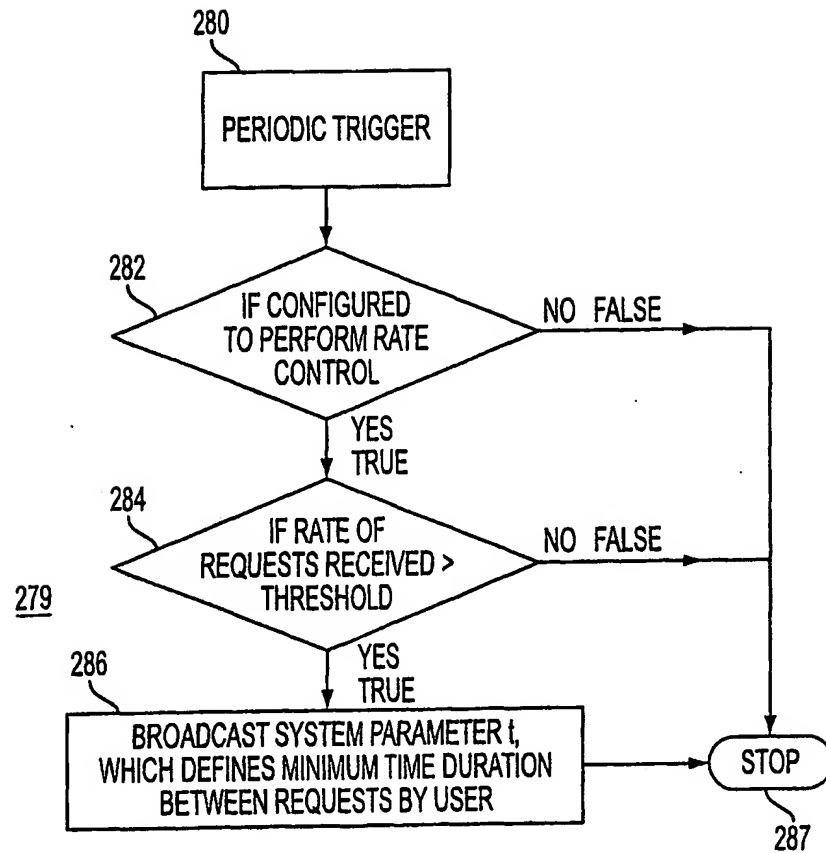 280
PERIODIC TRIGGER
282
IF CONFIGURED
TO PERFORM RATE
CONTROL
NO FALSE
YES
TRUE
284
IF RATE OF
REQUESTS RECEIVED >
THRESHOLD
NO FALSE
279
YES
TRUE
286
BROADCAST SYSTEM PARAMETER t,
WHICH DEFINES MINIMUM TIME DURATION
BETWEEN REQUESTS BY USER
STOP
287